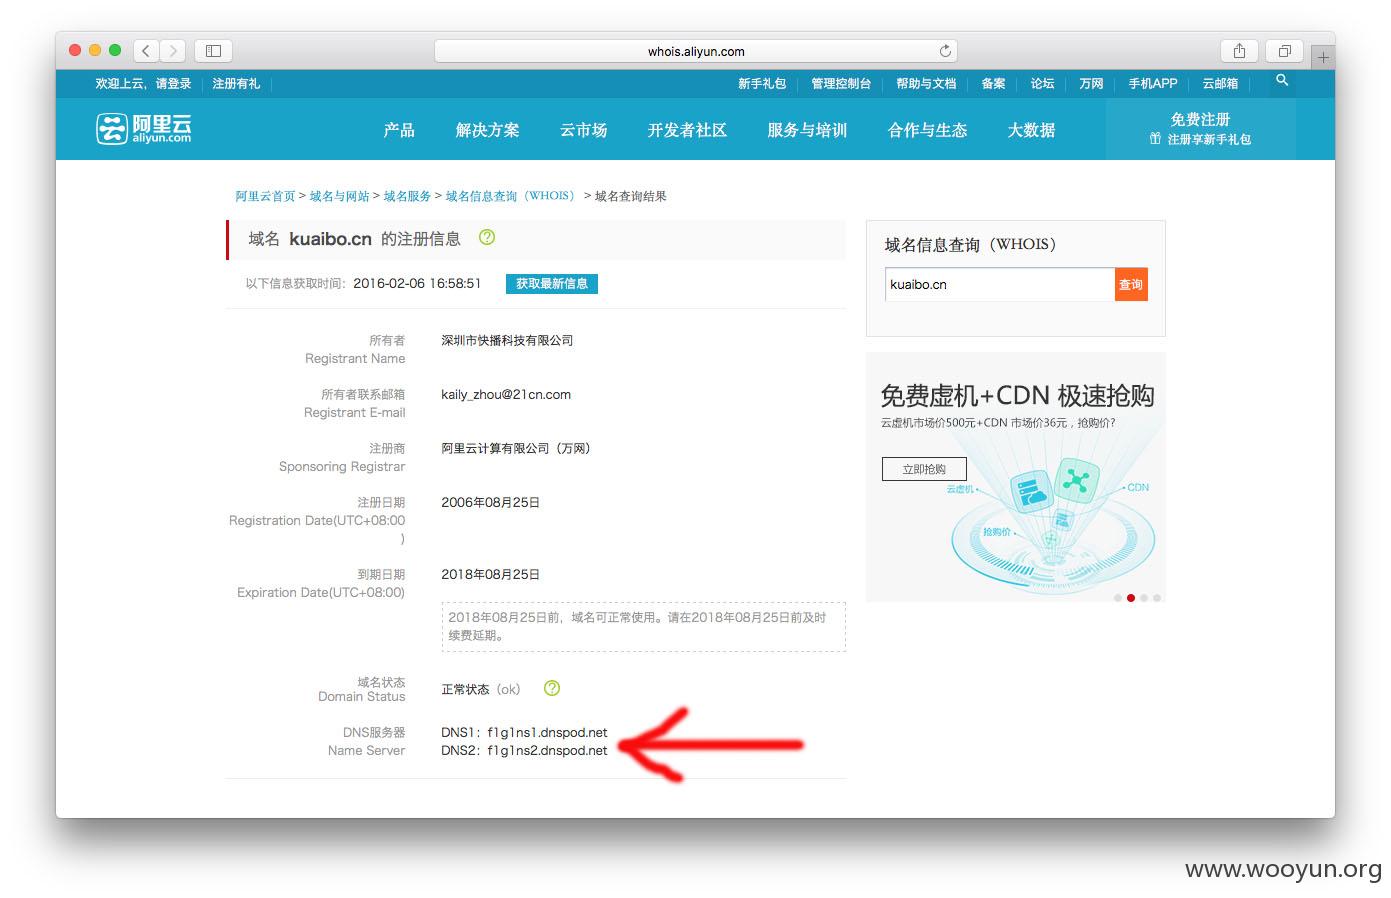 whois.aliyun.com
欢迎上云，请登录 注册有礼 新手礼包 管理控制台 帮助与文档 备案 论坛 万网 手机APP 云邮箱
阿里云
aliyun.com
产品 解决方案 云市场 开发者社区 服务与培训 合作与生态 大数据
免费注册
注册享新手礼包
阿里云首页 > 域名与网站 > 域名服务 > 域名信息查询（WHOIS） > 域名查询结果
域名 kuaibo.cn 的注册信息
以下信息获取时间：2016-02-06 16:58:51 获取最新信息
所有者 深圳市快播科技有限公司
Registrant Name
所有者联系邮箱 kaily_zhou@21cn.com
Registrant E-mail
注册商 阿里云计算有限公司（万网）
Sponsoring Registrar
注册日期 2006年08月25日
Registration Date(UTC+08:00
)
到期日期 2018年08月25日
Expiration Date(UTC+08:00)
2018年08月25日前，域名可正常使用。请在2018年08月25日前及时
续费延期。
域名状态 正常状态（ok）
Domain Status
DNS服务器 DNS1：f1g1ns1.dnspod.net
Name Server DNS2：f1g1ns2.dnspod.net
域名信息查询（WHOIS）
kuaibo.cn 查询
免费虚机+CDN 极速抢购
云虚机市场价500元+CDN 市场价36元，抢购价?
立即抢购
云虚机
CDN
抢购价
www.wooyun.org